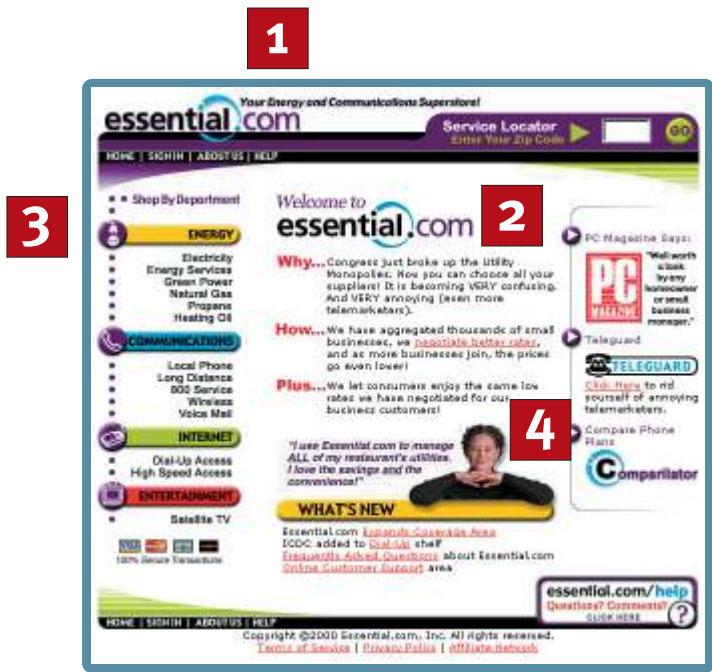 1
Your Energy and Communications Superstore!
essential.com
Service Locator
Enter Your Zip Code
GO
HOME | SIGN IN | ABOUT US | HELP
3
Shop By Department
ENERGY
Electricity
Energy Services
Green Power
Natural Gas
Propane
Heating Oil
COMMUNICATIONS
Local Phone
Long Distance
800 Service
Wireless
Voice Mail
INTERNET
Dial-Up Access
High Speed Access
ENTERTAINMENT
Satellite TV
VISA
100% Secure Transactions
Welcome to
essential.com
2
Why... Congress just broke up the Utility
Monopolies. Now you can choose all your
suppliers! It is becoming VERY confusing.
And VERY annoying (even more
telemarketers).
How... We have aggregated thousands of small
businesses, we negotiate better rates,
and as more businesses join, the prices
go even lower!
Plus... We let consumers enjoy the same low
rates we have negotiated for our
business customers!
4
"I use Essential.com to manage
ALL of my restaurant's utilities.
I love the savings and the
convenience!"
WHAT'S NEW
Essential.com Expands Coverage Area
ICDC added to Dial-Up shelf
Frequently Asked Questions about Essential.com
Online Customer Support area
PC Magazine Says:
PC
MAGAZINE
"Well worth
a look
by any
homeowner
or small
business
manager."
Teleguard
TELEGUARD
Click Here to rid
yourself of annoying
telemarketers.
Compare Phone
Plans
Comparilator
essential.com/help
Questions? Comments?
CLICK HERE
?
HOME | SIGN IN | ABOUT US | HELP
Copyright ©2000 Essential.com, Inc. All rights reserved.
Terms of Service | Privacy Policy | Affiliate Network